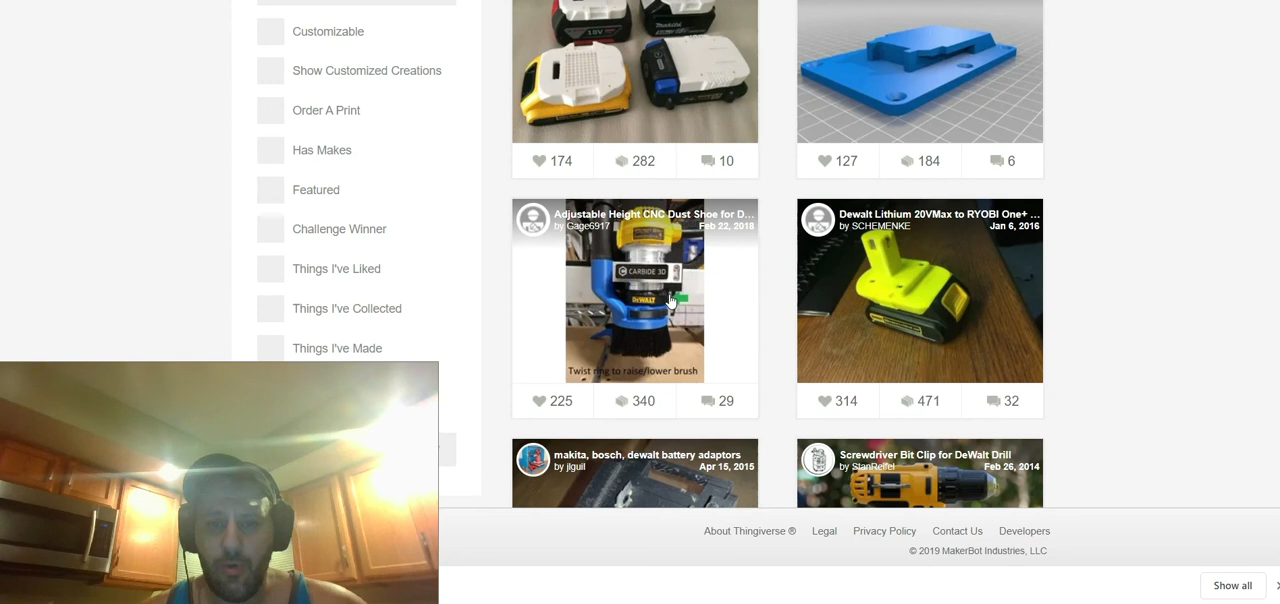 Customizable
Show Customized Creations
Order A Print
Has Makes
Featured
Challenge Winner
Things I've Liked
Things I've Collected
Things I've Made
18V
174
282
10
127
184
6
Adjustable Height CNC Dust Shoe for D...
by Gage6917 Feb 22, 2018
CARBIDE 3D
DEWALT
Twist ring to raise/lower brush
225
340
29
Dewalt Lithium 20VMax to RYOBI One+ ...
by SCHEMENKE Jan 6, 2016
314
471
32
makita, bosch, dewalt battery adaptors
by jlguil Apr 15, 2015
Screwdriver Bit Clip for DeWalt Drill
by StanReifel Feb 26, 2014
About Thingiverse ® Legal Privacy Policy Contact Us Developers
© 2019 MakerBot Industries, LLC
Show all